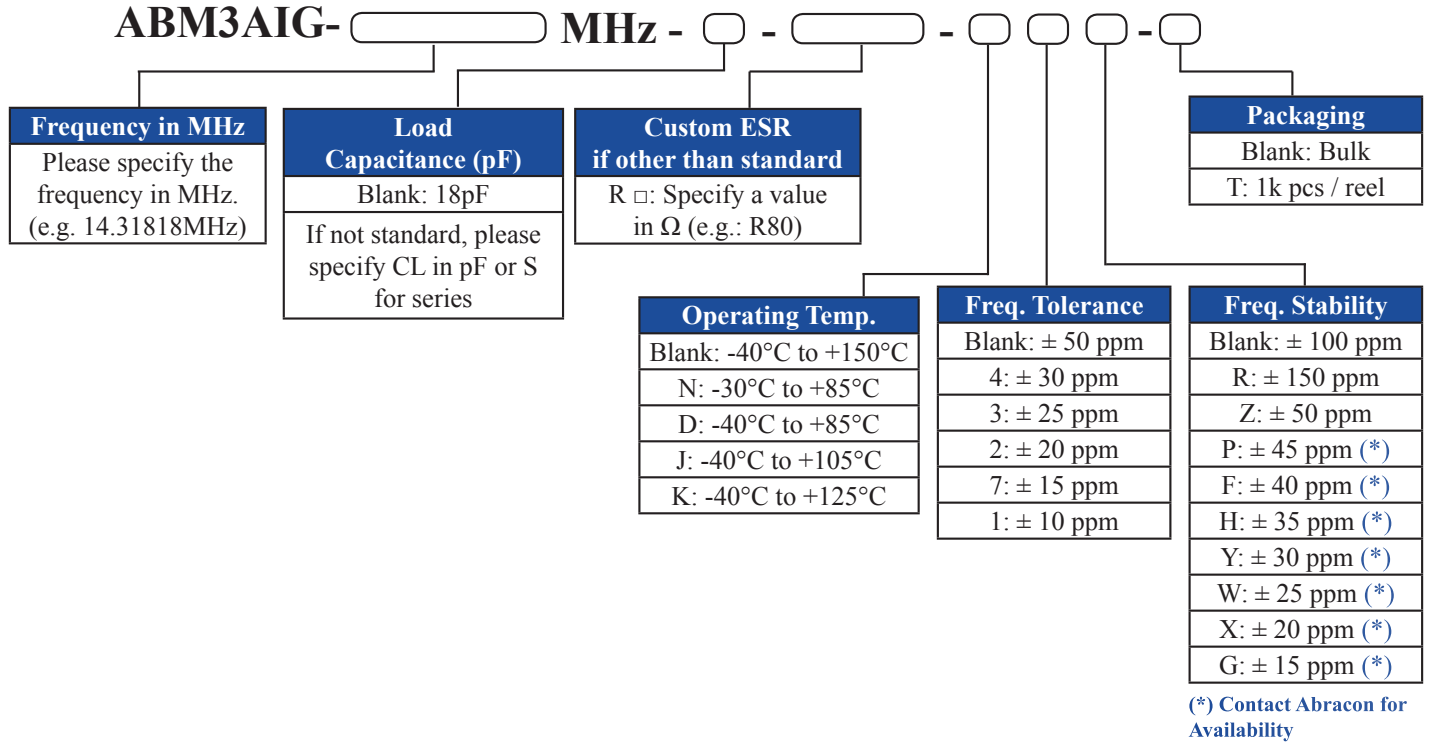 ABM3AIG- MHz - - - -
Frequency in MHz
Please specify the
frequency in MHz.
(e.g. 14.31818MHz)
Load
Capacitance (pF)
Blank: 18pF
If not standard, please
specify CL in pF or S
for series
Custom ESR
if other than standard
R □: Specify a value
in Ω (e.g.: R80)
Operating Temp.
Blank: -40°C to +150°C
N: -30°C to +85°C
D: -40°C to +85°C
J: -40°C to +105°C
K: -40°C to +125°C
Freq. Tolerance
Blank: ± 50 ppm
4: ± 30 ppm
3: ± 25 ppm
2: ± 20 ppm
7: ± 15 ppm
1: ± 10 ppm
Freq. Stability
Blank: ± 100 ppm
R: ± 150 ppm
Z: ± 50 ppm
P: ± 45 ppm (*)
F: ± 40 ppm (*)
H: ± 35 ppm (*)
Y: ± 30 ppm (*)
W: ± 25 ppm (*)
X: ± 20 ppm (*)
G: ± 15 ppm (*)
(*) Contact Abracon for
Availability
Packaging
Blank: Bulk
T: 1k pcs / reel